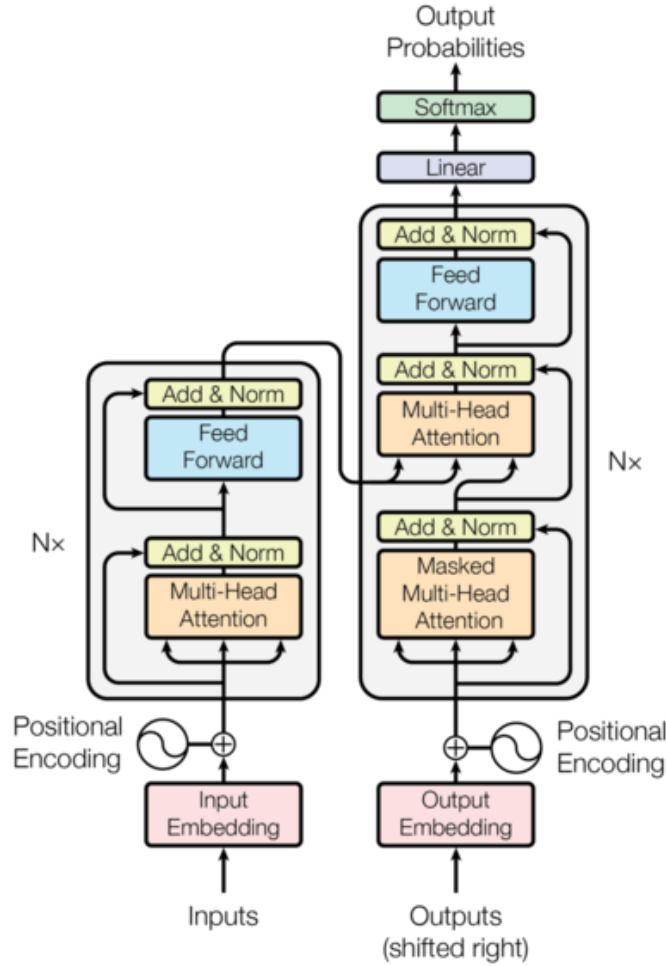 Output
Probabilities
Softmax
Linear
Add & Norm
Feed
Forward
Add & Norm
Multi-Head
Attention
Add & Norm
Masked
Multi-Head
Attention
N×
Add & Norm
Feed
Forward
Add & Norm
Multi-Head
Attention
N×
Positional
Encoding
Input
Embedding
Inputs
Positional
Encoding
Output
Embedding
Outputs
(shifted right)